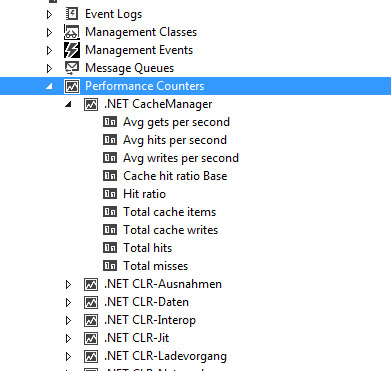 Event Logs
Management Classes
Management Events
Message Queues
Performance Counters
.NET CacheManager
Avg gets per second
Avg hits per second
Avg writes per second
Cache hit ratio Base
Hit ratio
Total cache items
Total cache writes
Total hits
Total misses
.NET CLR-Ausnahmen
.NET CLR-Daten
.NET CLR-Interop
.NET CLR-Jit
.NET CLR-Ladevorgang